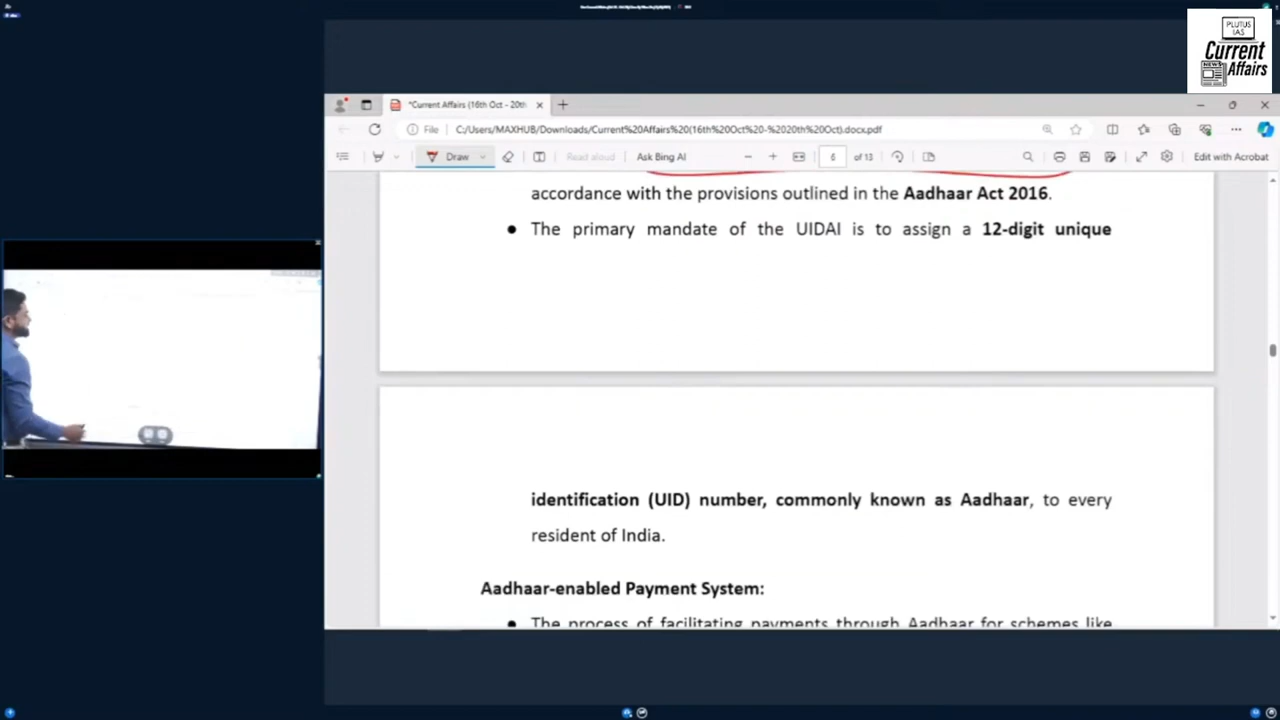 PLUTUS
IAS
Current
NEWS
Affairs
*Current Affairs (16th Oct - 20th
File
C:/Users/MAXHUB/Downloads/Current%20Affairs%20(16th%20Oct%20-%2020th%20Oct).docx.pdf
Draw
Read aloud
Ask Bing AI
6
of 13
Edit with Acrobat
accordance with the provisions outlined in the Aadhaar Act 2016.
● The primary mandate of the UIDAI is to assign a 12-digit unique
identification (UID) number, commonly known as Aadhaar, to every
resident of India.
Aadhaar-enabled Payment System:
● The process of facilitating payments through Aadhaar for schemes like